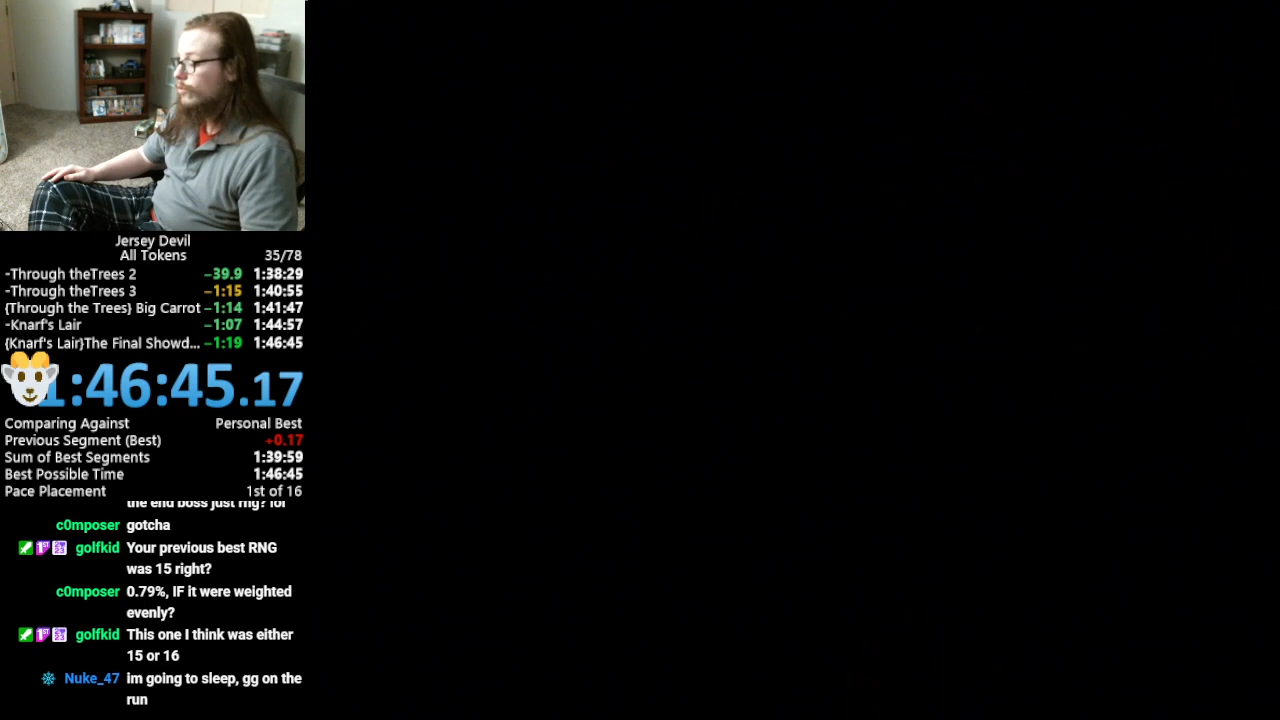 Jersey Devil
All Tokens 35/78
-Through theTrees 2 −39.9 1:38:29
-Through theTrees 3 −1:15 1:40:55
{Through the Trees} Big Carrot −1:14 1:41:47
-Knarf's Lair −1:07 1:44:57
{Knarf's Lair}The Final Showd... −1:19 1:46:45
1:46:45.17
Comparing Against Personal Best
Previous Segment (Best) +0.17
Sum of Best Segments 1:39:59
Best Possible Time 1:46:45
Pace Placement 1st of 16
the end boss just rng? lol
c0mposer gotcha
golfkid Your previous best RNG
was 15 right?
c0mposer 0.79%, IF it were weighted
evenly?
golfkid This one I think was either
15 or 16
Nuke_47 im going to sleep, gg on the
run